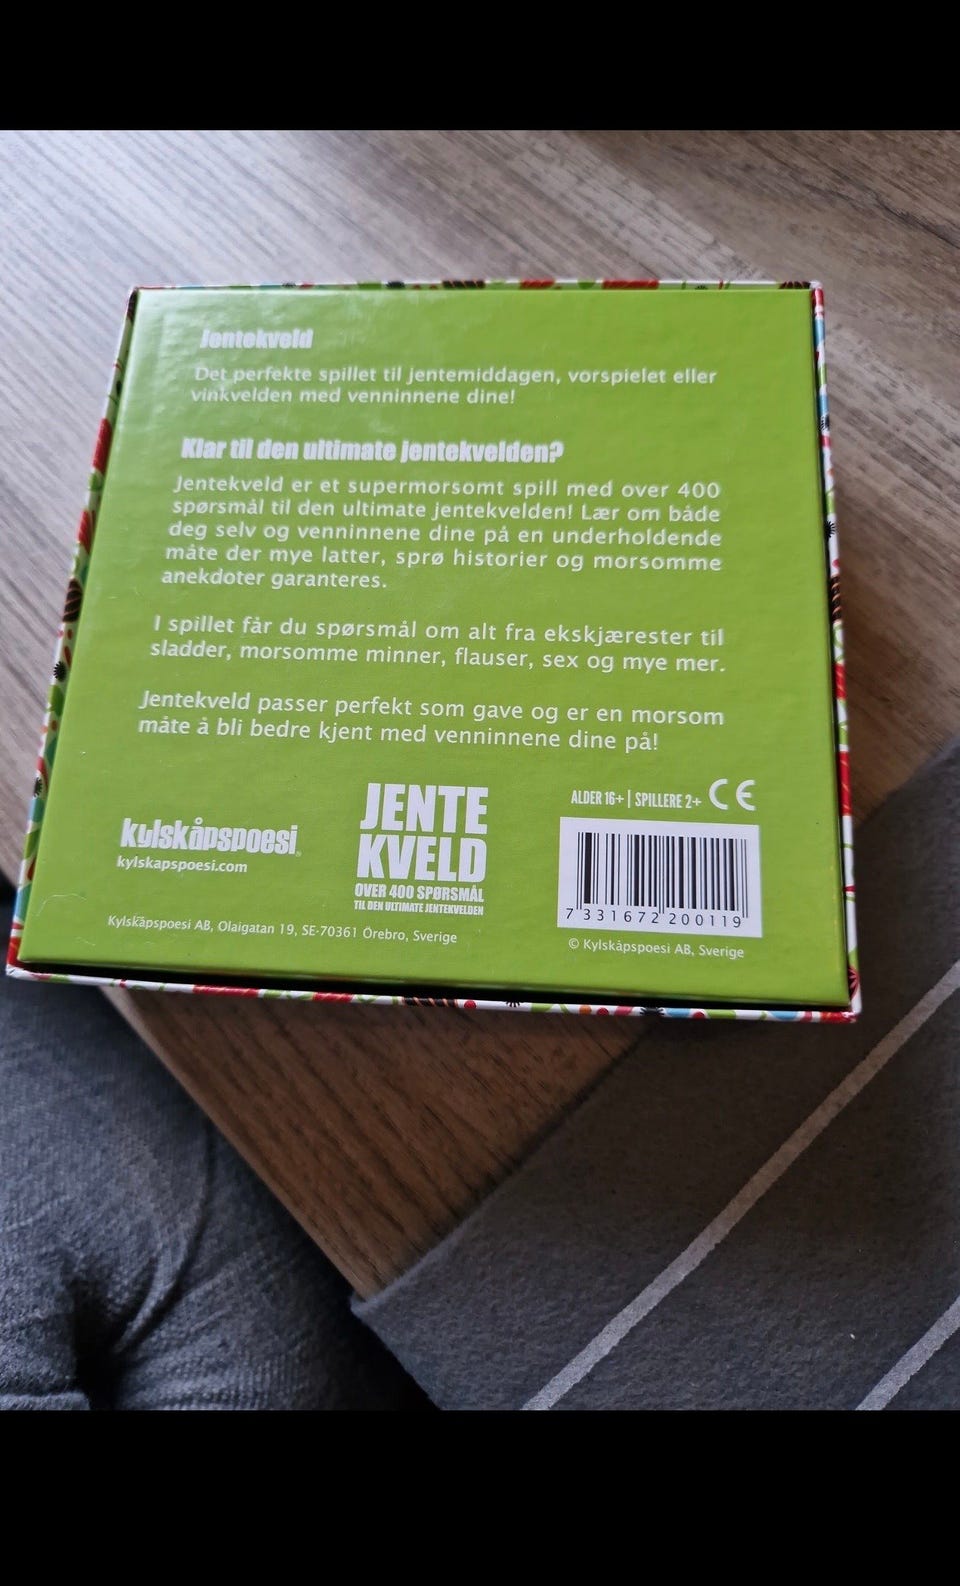 Jentekveld
Det perfekte spillet til jentemiddagen, vorspielet eller
vinkvelden med venninnene dine!
Klar til den ultimate jentekvelden?
Jentekveld er et supermorsomt spill med over 400
spørsmål til den ultimate jentekvelden! Lær om både
deg selv og venninnene dine på en underholdende
måte der mye latter, sprø historier og morsomme
anekdoter garanteres.
I spillet får du spørsmål om alt fra ekskjærester til
sladder, morsomme minner, flauser, sex og mye mer.
Jentekveld passer perfekt som gave og er en morsom
måte å bli bedre kjent med venninnene dine på!
kylskåpspoesi
kylskapspoesi.com
JENTE
KVELD
OVER 400 SPØRSMÅL
TIL DEN ULTIMATE JENTEKVELDEN
ALDER 16+ | SPILLERE 2+ CE
7 331672 200119
Kylskåpspoesi AB, Olaigatan 19, SE-70361 Örebro, Sverige
© Kylskåpspoesi AB, Sverige